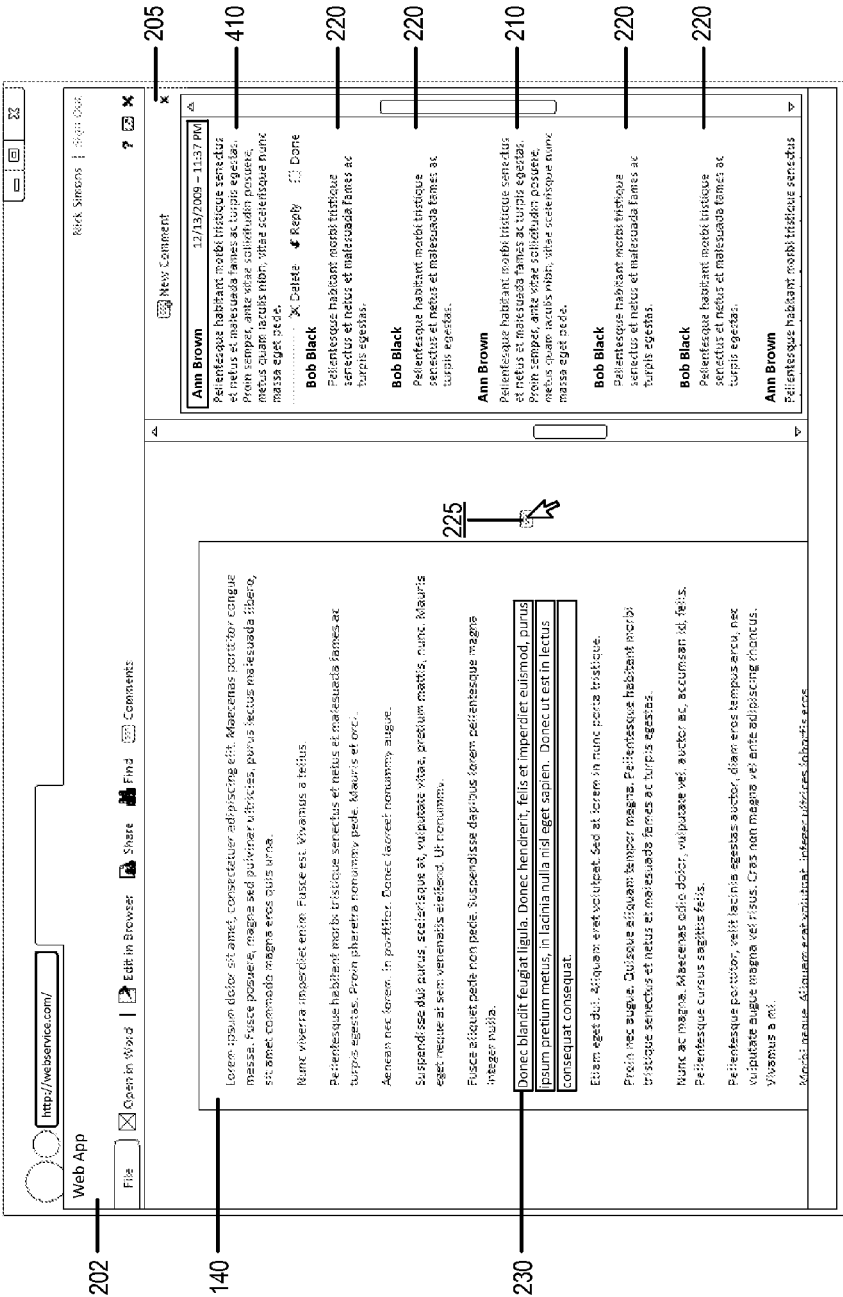 Nick Simons | Sign Out
http://webservice.com/
Web App
File
Open in Word | Edit in Browser
Share
Find
Comments
? 
202
140
230
225
205
410
220
220
210
220
220
New Comment
Lorem ipsum dolor sit amet, consectetuer adipiscing elit. Maecenas porttitor congue
massa. Fusce posuere, magna sed pulvinar ultricies, purus lectus malesuada libero,
sit amet commodo magna eros quis urna.
Nunc viverra imperdiet enim. Fusce est. Vivamus a tellus.
Pellentesque habitant morbi tristique senectus et netus et malesuada fames ac
turpis egestas. Proin pharetra nonummy pede. Mauris et orci.
Aenean nec lorem. In porttitor. Donec laoreet nonummy augue.
Suspendisse dui purus, scelerisque at, vulputate vitae, pretium mattis, nunc. Mauris
eget neque at sem venenatis eleifend. Ut nonummy.
Fusce aliquet pede non pede. Suspendisse dapibus lorem pellentesque magna.
Integer nulla.
Donec blandit feugiat ligula. Donec hendrerit, felis et imperdiet euismod, purus
ipsum pretium metus, in lacinia nulla nisl eget sapien. Donec ut est in lectus
consequat consequat.
Etiam eget dui. Aliquam erat volutpat. Sed at lorem in nunc porta tristique.
Proin nec augue. Quisque aliquam tempor magna. Pellentesque habitant morbi
tristique senectus et netus et malesuada fames ac turpis egestas.
Nunc ac magna. Maecenas odio dolor, vulputate vel, auctor ac, accumsan id, felis.
Pellentesque cursus sagittis felis.
Pellentesque porttitor, velit lacinia egestas auctor, diam eros tempus arcu, nec
vulputate augue magna vel risus. Cras non magna vel ante adipiscing rhoncus.
Vivamus a mi.
Morbi neque. Aliquam erat volutpat. Integer ultrices lobortis eros.
Ann Brown 12/13/2009 – 11:37 PM
Pellentesque habitant morbi tristique senectus
et netus et malesuada fames ac turpis egestas.
Proin semper, ante vitae sollicitudin posuere,
metus quam iaculis nibh, vitae scelerisque nunc
massa eget pede.
Delete Reply Done
Bob Black
Pellentesque habitant morbi tristique
senectus et netus et malesuada fames ac
turpis egestas.
Bob Black
Pellentesque habitant morbi tristique
senectus et netus et malesuada fames ac
turpis egestas.
Ann Brown
Pellentesque habitant morbi tristique senectus
et netus et malesuada fames ac turpis egestas.
Proin semper, ante vitae sollicitudin posuere,
metus quam iaculis nibh, vitae scelerisque nunc
massa eget pede.
Bob Black
Pellentesque habitant morbi tristique
senectus et netus et malesuada fames ac
turpis egestas.
Bob Black
Pellentesque habitant morbi tristique
senectus et netus et malesuada fames ac
turpis egestas.
Ann Brown
Pellentesque habitant morbi tristique senectus